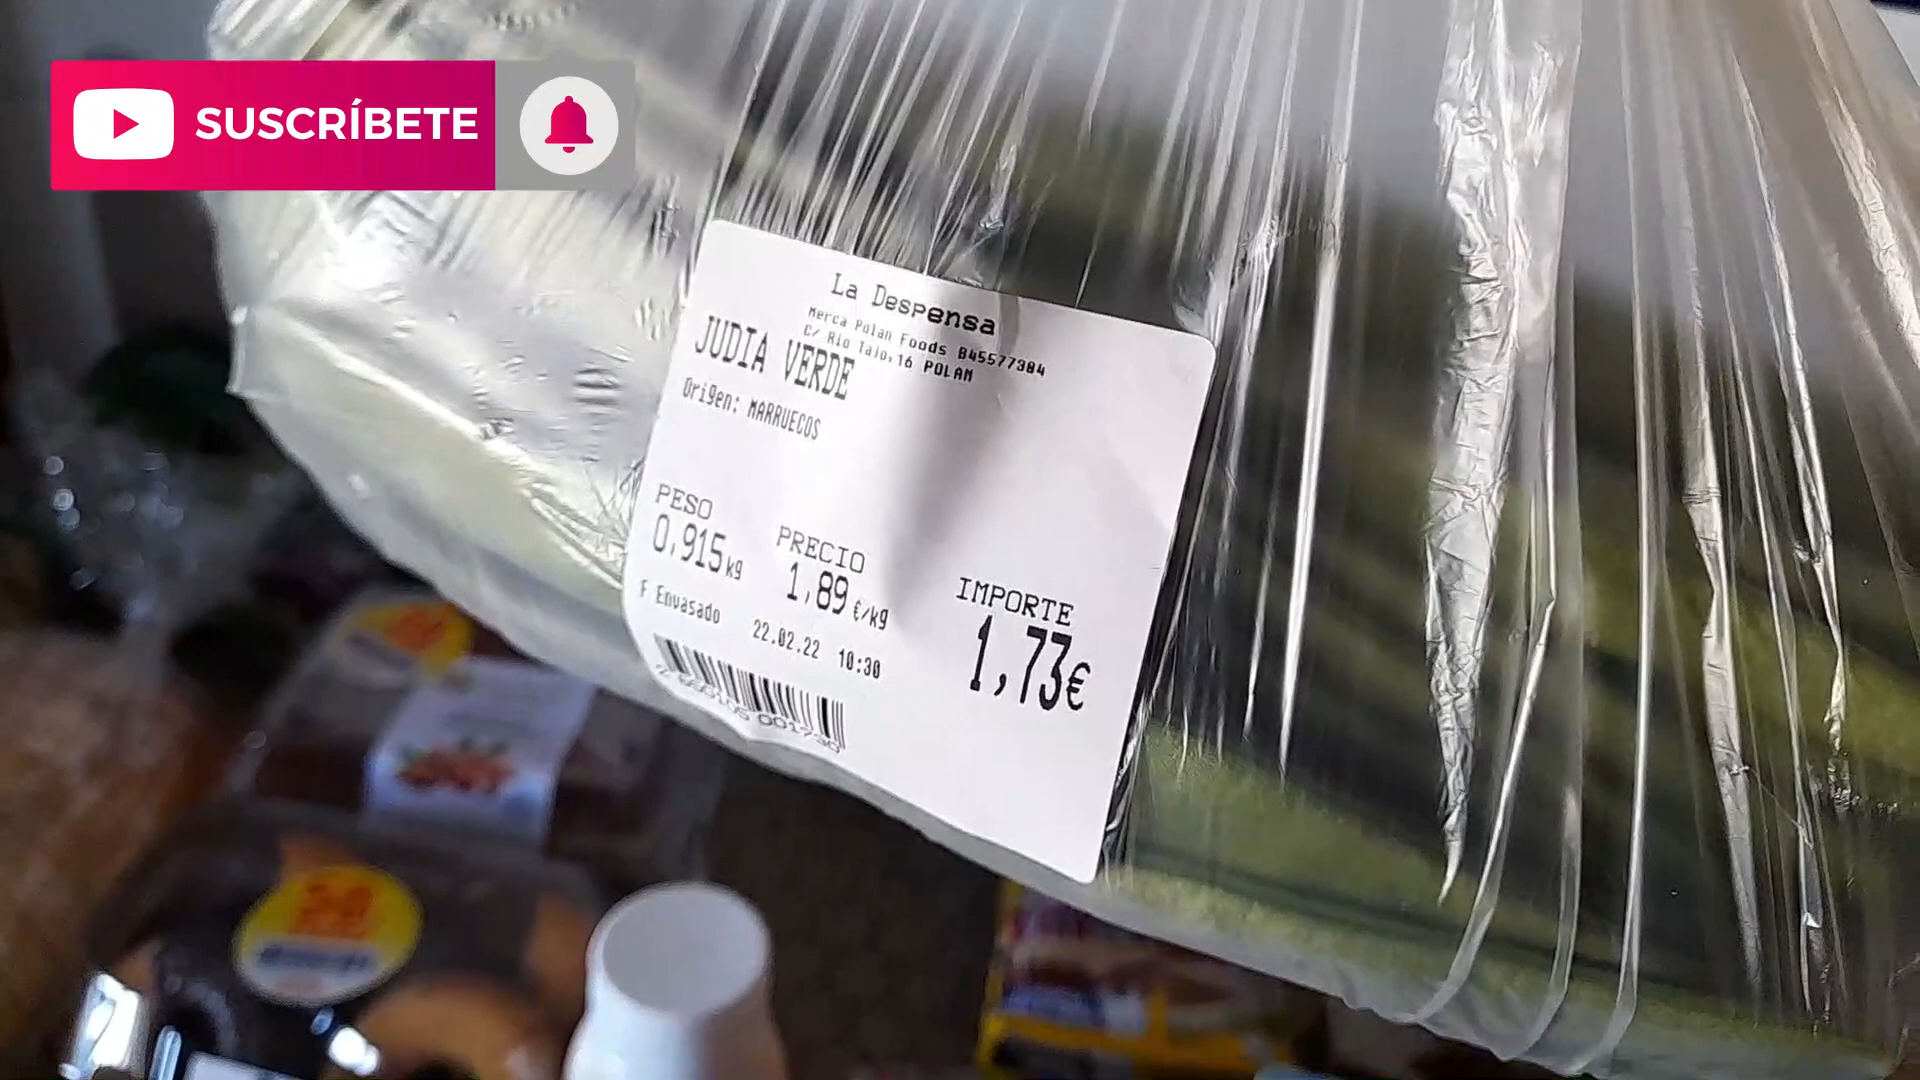 SUSCRÍBETE
La Despensa
Merca Polan Foods B45577384
C/ Rio Tajo,16 POLAN
JUDIA VERDE
Origen: MARRUECOS
PESO
0,915kg
PRECIO
1,89 €/kg
IMPORTE
1,73€
F Envasado 22.02.22 10:30